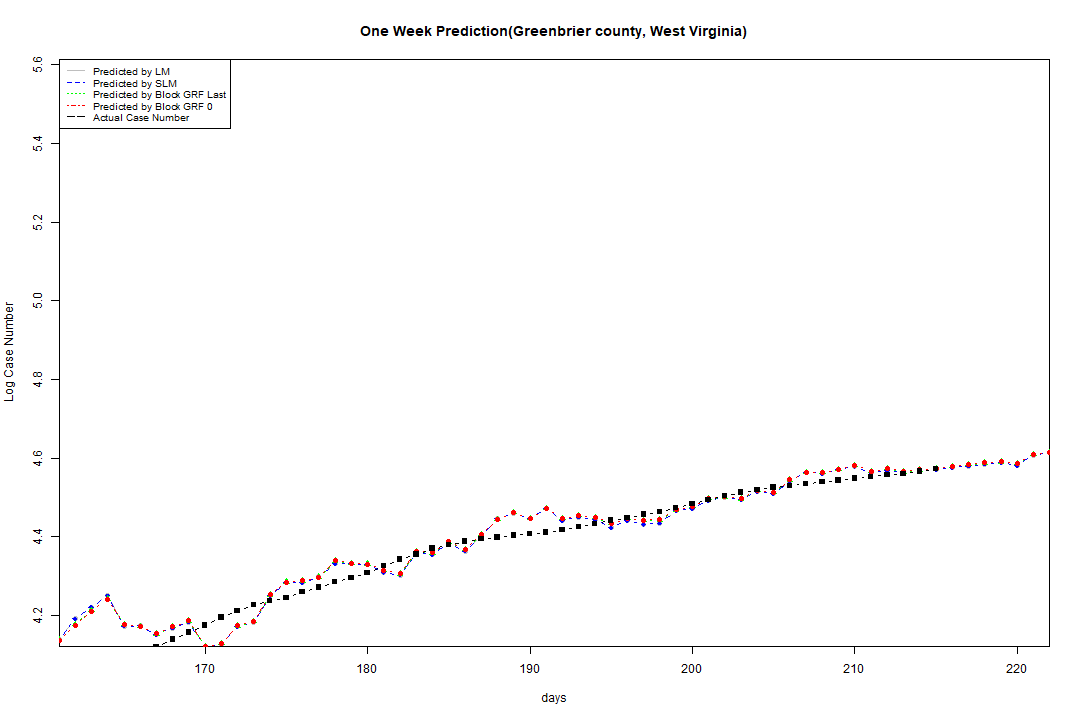 One Week Prediction(Greenbrier county, West Virginia)
Predicted by LM
Predicted by SLM
Predicted by Block GRF Last
Predicted by Block GRF 0
Actual Case Number
Log Case Number
5.6
5.4
5.2
5.0
4.8
4.6
4.4
4.2
170 180 190 200 210 220
days